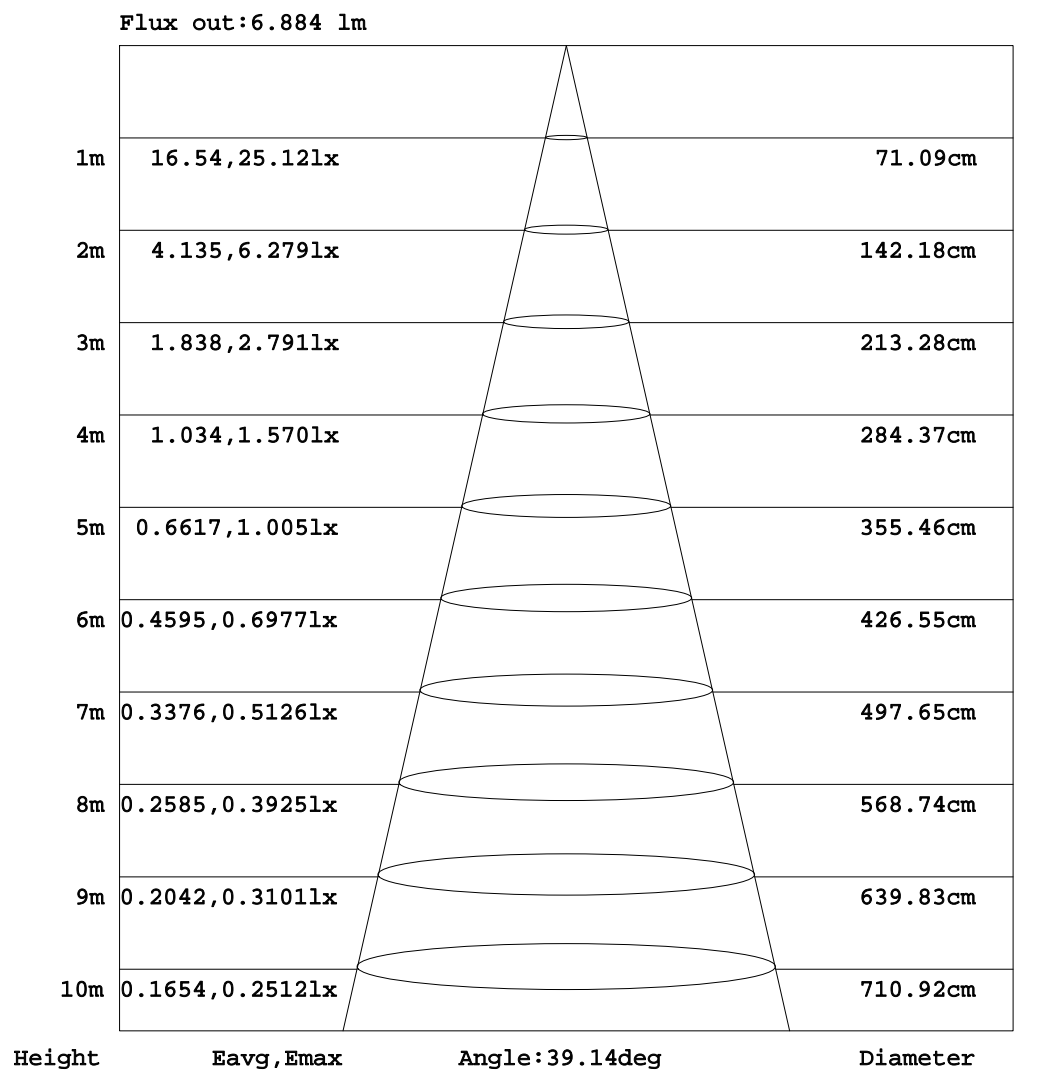 Flux out:6.884 lm
1m 16.54,25.12lx 71.09cm
2m 4.135,6.279lx 142.18cm
3m 1.838,2.791lx 213.28cm
4m 1.034,1.570lx 284.37cm
5m 0.6617,1.005lx 355.46cm
6m 0.4595,0.6977lx 426.55cm
7m 0.3376,0.5126lx 497.65cm
8m 0.2585,0.3925lx 568.74cm
9m 0.2042,0.3101lx 639.83cm
10m 0.1654,0.2512lx 710.92cm
Height Eavg,Emax Angle:39.14deg Diameter